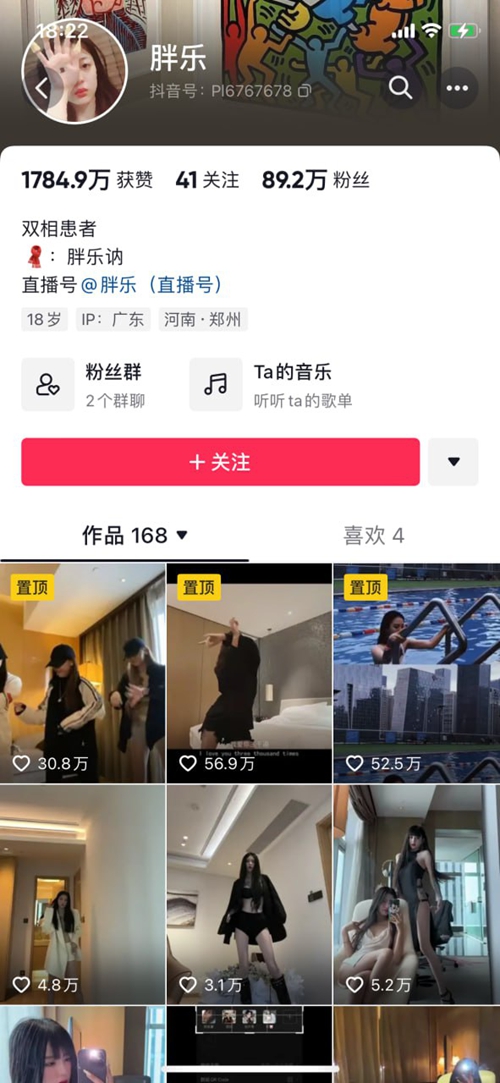 18:22
胖乐
抖音号：PI6767678
1784.9万 获赞 41 关注 89.2万 粉丝
双相患者
：胖乐讷
直播号@胖乐（直播号）
18岁 IP：广东 河南·郑州
粉丝群
2个群聊
Ta的音乐
听听ta的歌单
+ 关注
作品 168 喜欢 4
置顶 置顶 置顶
I love you three thousand times
30.8万 56.9万 52.5万
4.8万 3.1万 5.2万